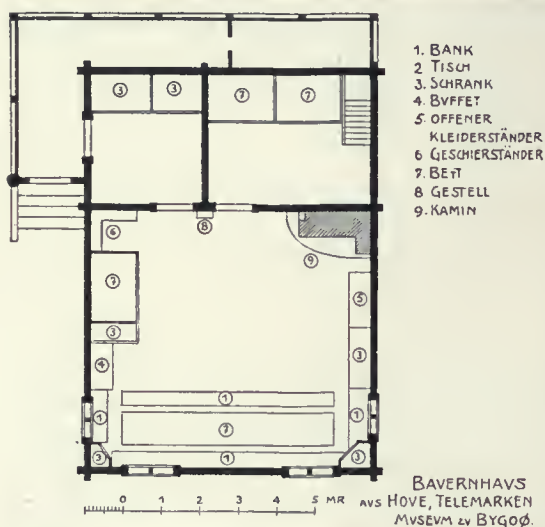 1. BANK
2 TISCH
3. SCHRANK
4. BVFFET
5. OFFENER
KLEIDERSTÄNDER
6 GESCHIERSTÄNDER
7. BETT
8 GESTELL
9. KAMIN
3 3 7 7
6 8
9
7 5
3
4 3
1 1 1
7
3 1 3
0 1 2 3 4 5 MR
BAVERNHAVS
AVS HOVE, TELEMARKEN
MVSEVM ZV BYGOØ.